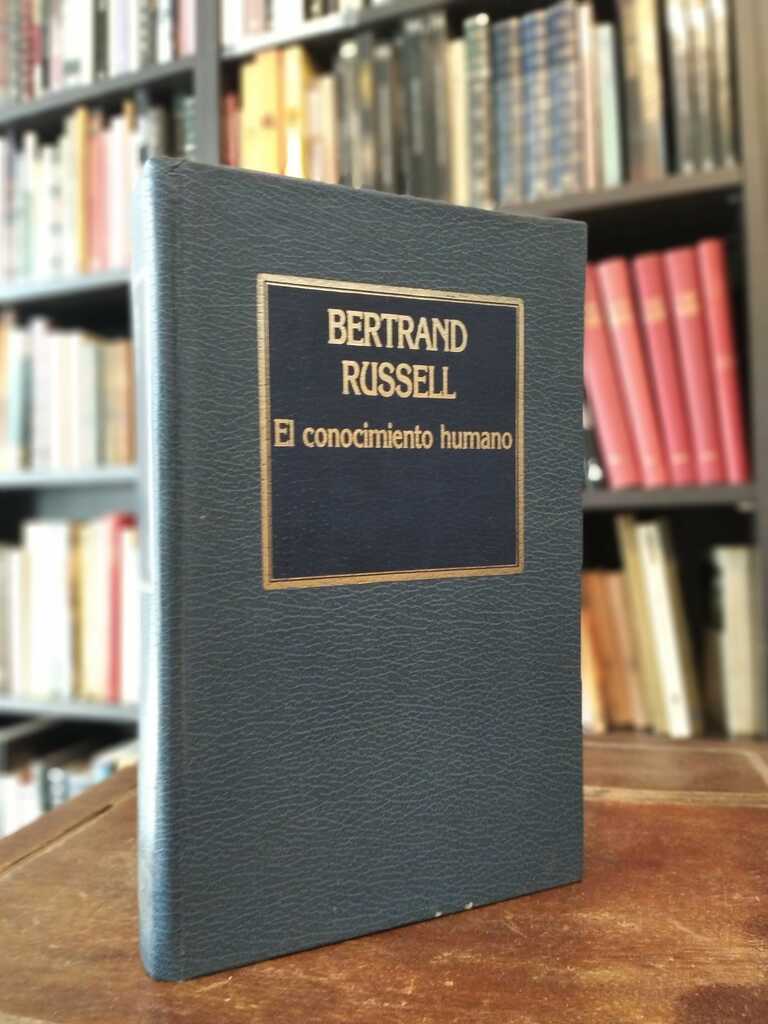 BERTRAND
RUSSELL
El conocimiento humano